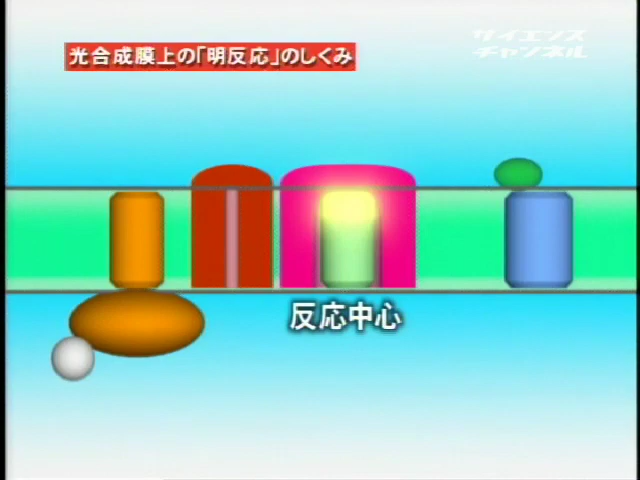 光合成膜上の「明反応」のしくみ
サイエンス
チャンネル
反応中心